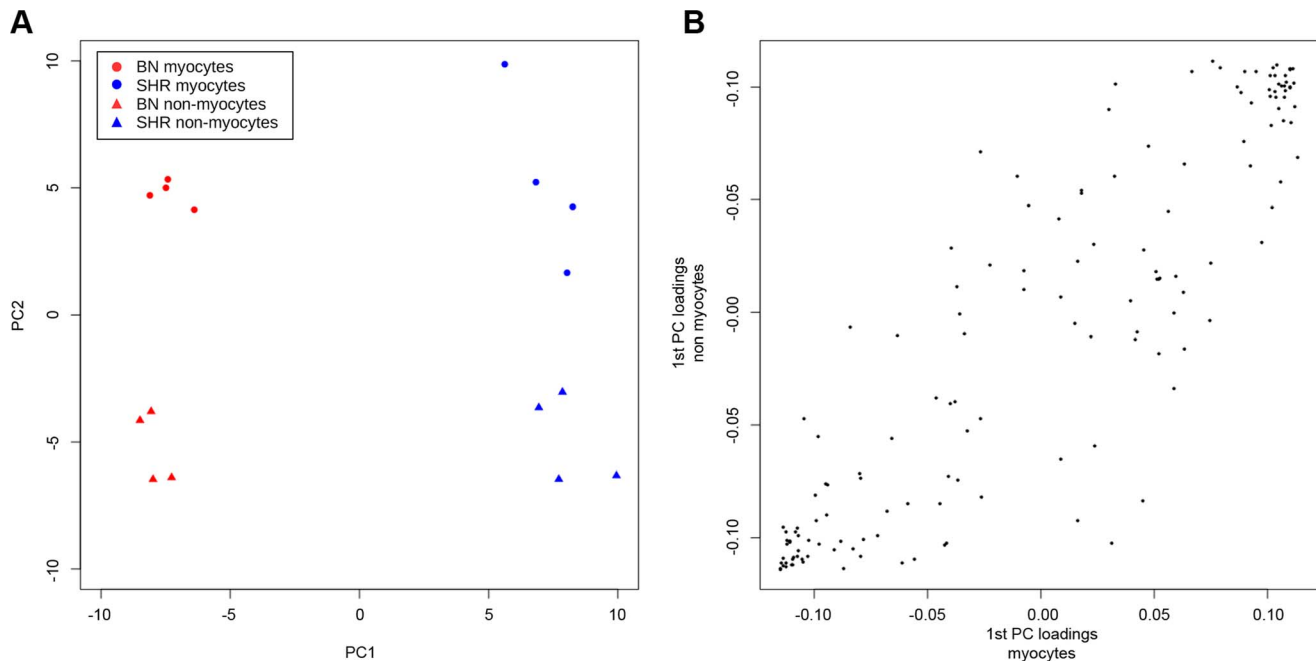 A
BN myocytes
SHR myocytes
BN non-myocytes
SHR non-myocytes
10
5
0
-5
-10
PC2
-10
-5
0
5
10
PC1
B
-0.10
-0.05
-0.00
-0.05
-0.10
1st PC loadings
non myocytes
-0.10
-0.05
0.00
0.05
0.10
1st PC loadings
myocytes